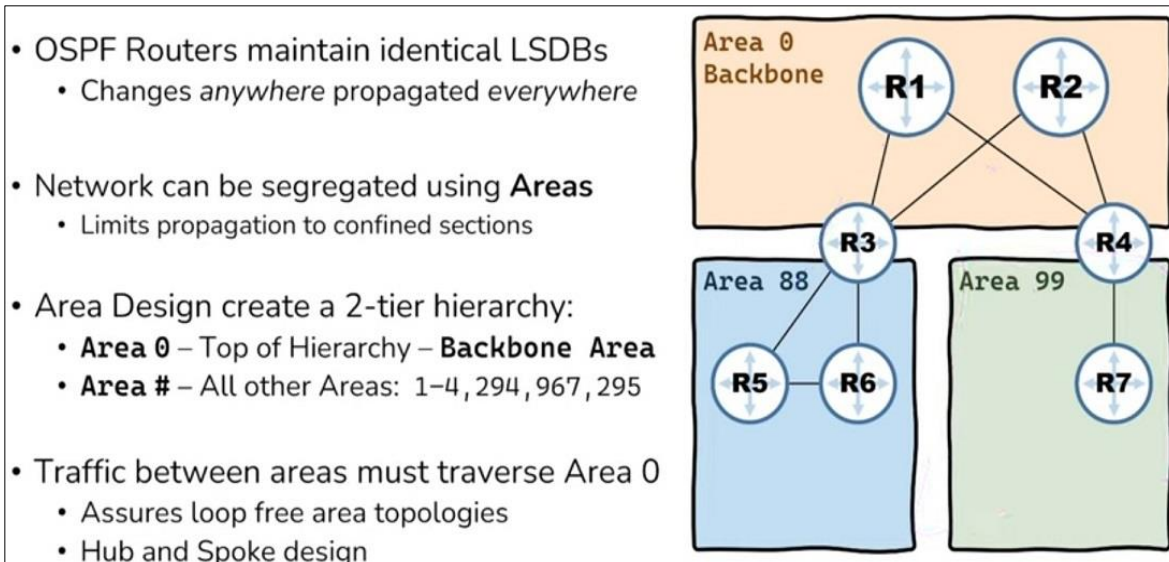 • OSPF Routers maintain identical LSDBs
• Changes anywhere propagated everywhere
• Network can be segregated using Areas
• Limits propagation to confined sections
• Area Design create a 2-tier hierarchy:
• Area 0 – Top of Hierarchy – Backbone Area
• Area # – All other Areas: 1–4,294,967,295
• Traffic between areas must traverse Area 0
• Assures loop free area topologies
• Hub and Spoke design
Area 0
Backbone
R1
R2
R3
R4
Area 88
Area 99
R5
R6
R7